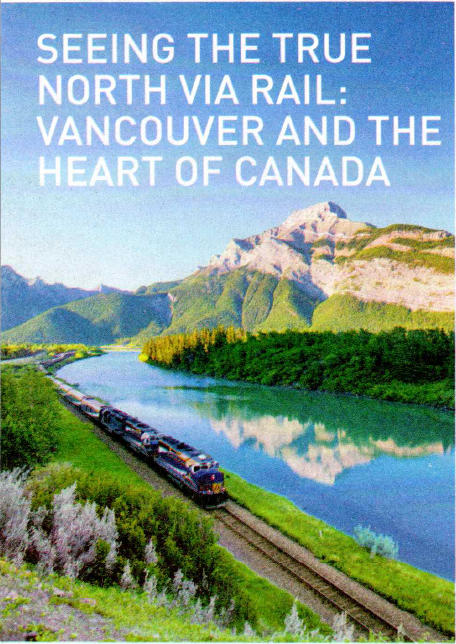 SEEING THE TRUE
NORTH VIA RAIL:
VANCOUVER AND THE
HEART OF CANADA